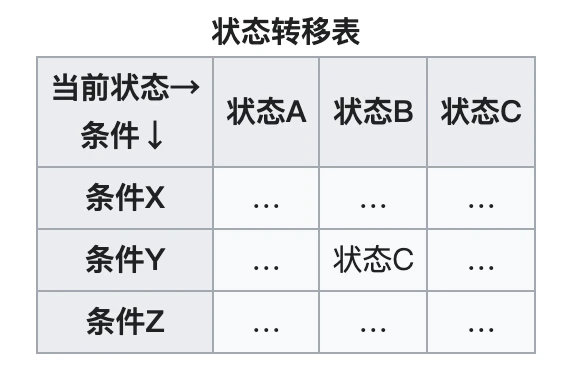 状态转移表
当前状态→ 状态A 状态B 状态C
条件↓
条件X … … …
条件Y … 状态C …
条件Z … … …